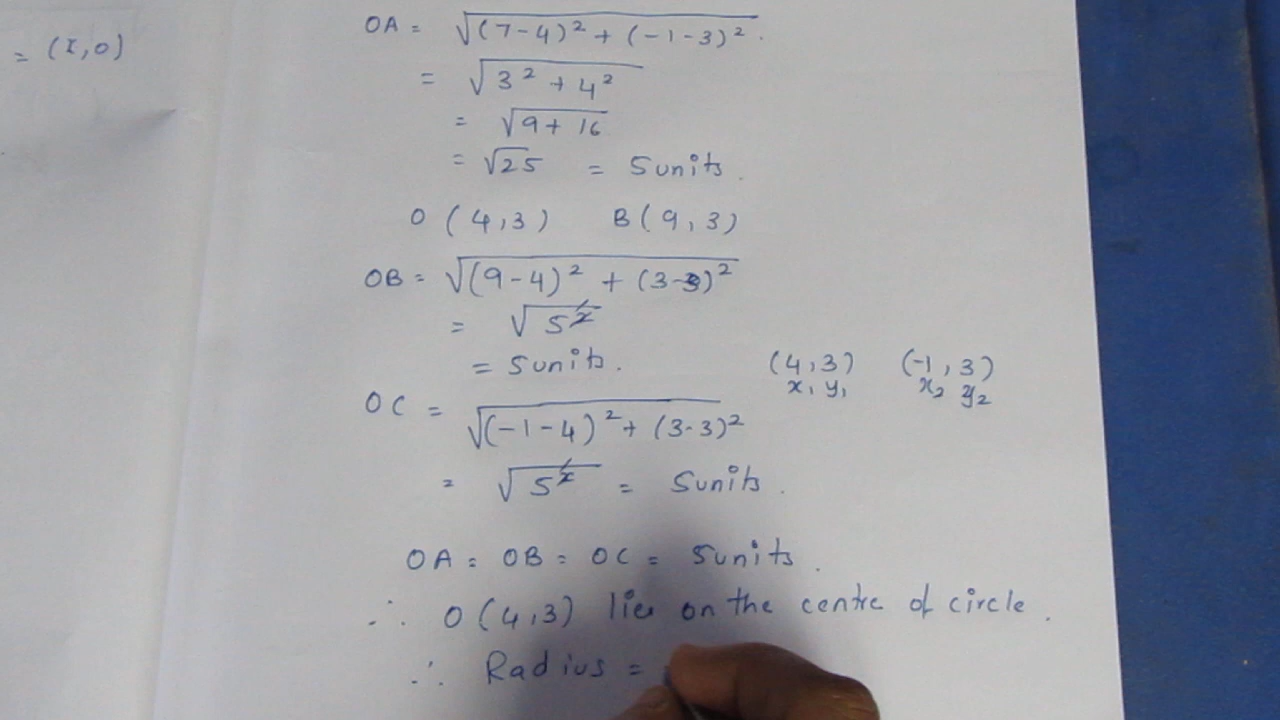 = (x,0)
OA = √(7-4)² + (-1-3)².
= √3² + 4²
= √9 + 16
= √25 = 5units.
O (4,3) B(9,3)
OB = √(9-4)² + (3-3)²
= √5²
= 5units.
(4,3) (-1,3)
x₁ y₁ x₂ y₂
OC = √(-1-4)² + (3-3)²
= √5² = 5units.
OA = OB = OC = 5units.
∴ O(4,3) lies on the centre of circle.
∴ Radius =